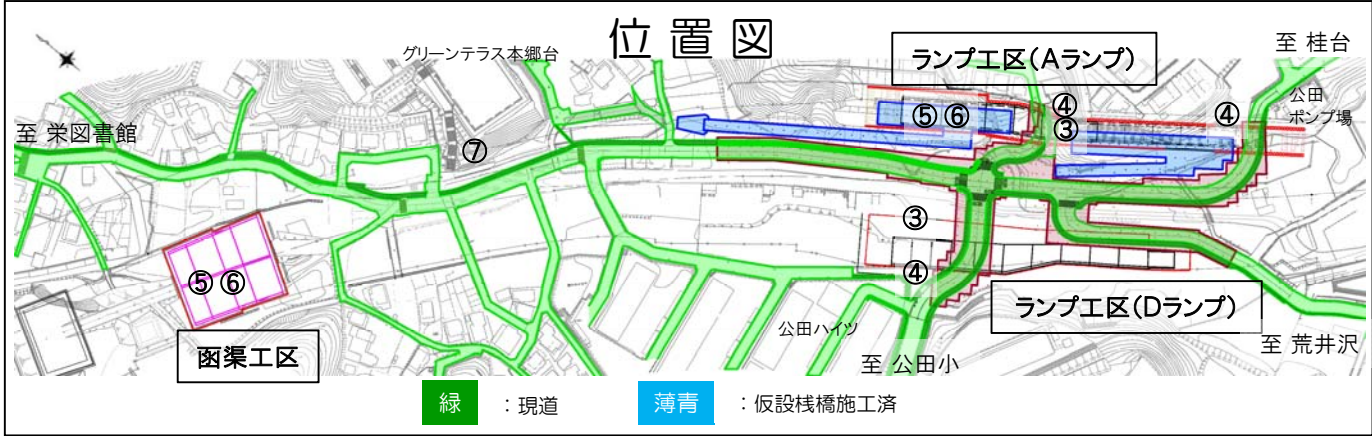 位置図
グリーンテラス本郷台
ランプ工区(Aランプ)
至 桂台
公田
ポンプ場
至 栄図書館
⑦
⑤⑥
④
③
④
⑤⑥
③
④
函渠工区
公田ハイツ
ランプ工区(Dランプ)
至 公田小
至 荒井沢
緑 :現道
薄青 :仮設桟橋施工済